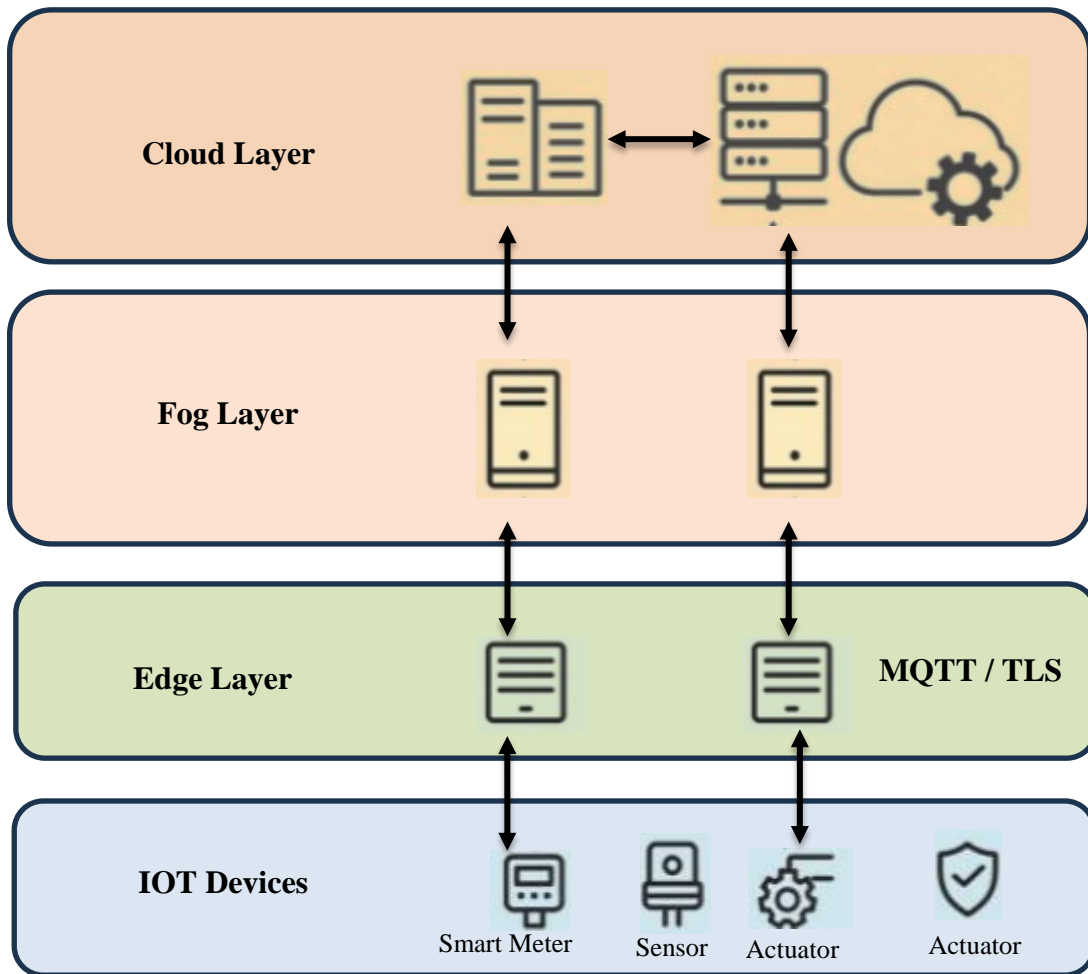 Cloud Layer
Fog Layer
Edge Layer
MQTT / TLS
IOT Devices
Smart Meter
Sensor
Actuator
Actuator